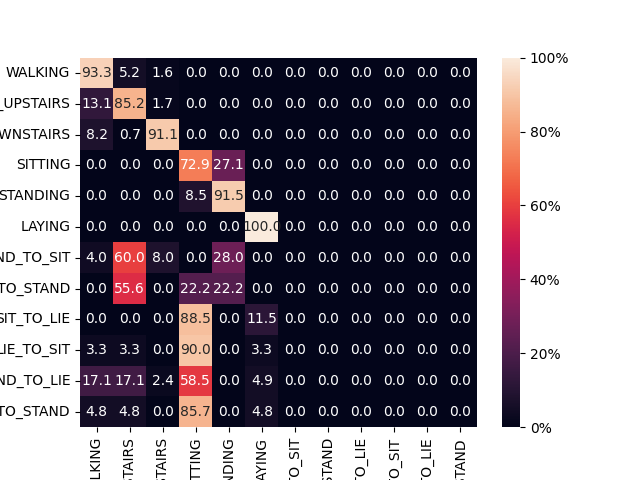 WALKING 93.3 5.2 1.6 0.0 0.0 0.0 0.0 0.0 0.0 0.0 0.0 0.0 100%
_UPSTAIRS 13.1 85.2 1.7 0.0 0.0 0.0 0.0 0.0 0.0 0.0 0.0 0.0
WNSTAIRS 8.2 0.7 91.1 0.0 0.0 0.0 0.0 0.0 0.0 0.0 0.0 0.0 80%
SITTING 0.0 0.0 0.0 72.9 27.1 0.0 0.0 0.0 0.0 0.0 0.0 0.0
STANDING 0.0 0.0 0.0 8.5 91.5 0.0 0.0 0.0 0.0 0.0 0.0 0.0
LAYING 0.0 0.0 0.0 0.0 0.0 100.0 0.0 0.0 0.0 0.0 0.0 0.0 60%
ND_TO_SIT 4.0 60.0 8.0 0.0 28.0 0.0 0.0 0.0 0.0 0.0 0.0 0.0
TO_STAND 0.0 55.6 0.0 22.2 22.2 0.0 0.0 0.0 0.0 0.0 0.0 0.0 40%
SIT_TO_LIE 0.0 0.0 0.0 88.5 0.0 11.5 0.0 0.0 0.0 0.0 0.0 0.0
LIE_TO_SIT 3.3 3.3 0.0 90.0 0.0 3.3 0.0 0.0 0.0 0.0 0.0 0.0 20%
ND_TO_LIE 17.1 17.1 2.4 58.5 0.0 4.9 0.0 0.0 0.0 0.0 0.0 0.0
TO_STAND 4.8 4.8 0.0 85.7 0.0 4.8 0.0 0.0 0.0 0.0 0.0 0.0 0%
LKING
TAIRS
TAIRS
TTING
NDING
AYING
TO_SIT
STAND
TO_LIE
TO_SIT
TO_LIE
STAND